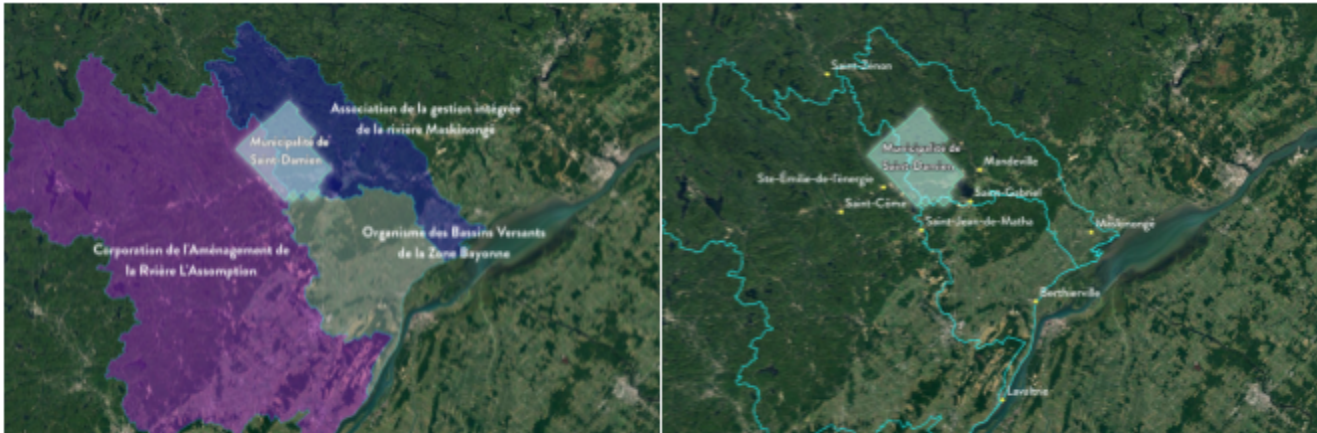 Association de la gestion intégrée
de la rivière Maskinongé
Municipalité de
Saint-Damien
Organisme des Bassins Versants
de la Zone Bayonne
Corporation de l'Aménagement de
la Rivière L'Assomption
Saint-Zénon
Municipalité de
Saint-Damien
Mandeville
Ste-Émilie-de-l'énergie
Saint-Gabriel
Saint-Côme
Saint-Jean-de-Matha
Maskinongé
Berthierville
Lavaltrie